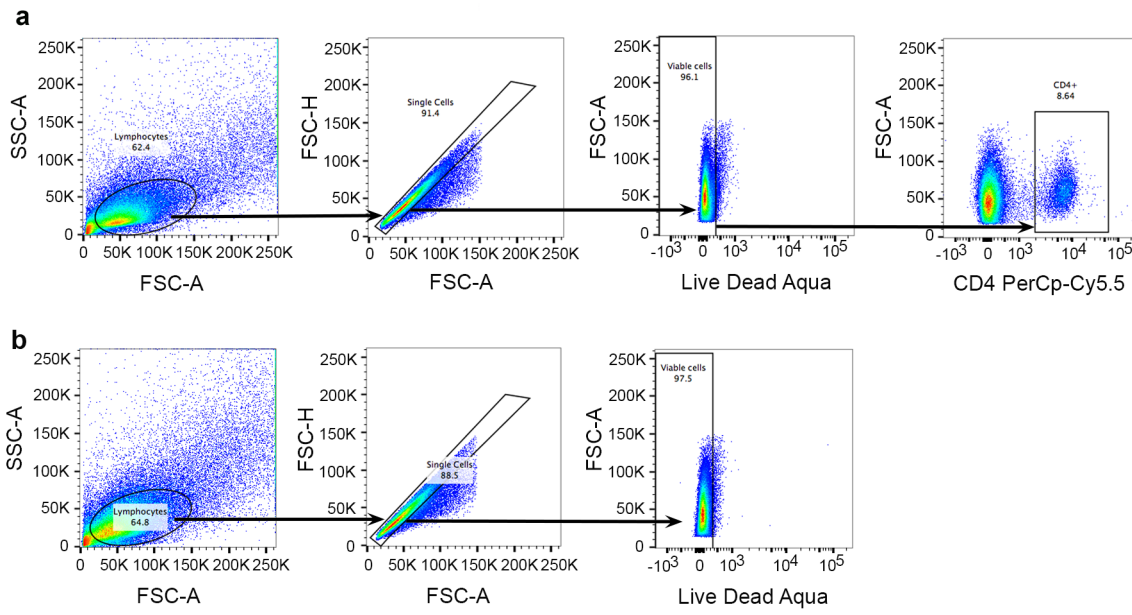 a
SSC-A
250K
200K
150K
100K
50K
0
Lymphocytes
62.4
0 50K 100K 150K 200K 250K
FSC-A
FSC-H
250K
200K
150K
100K
50K
0
Single Cells
91.4
0 50K 100K 150K 200K 250K
FSC-A
FSC-A
250K
200K
150K
100K
50K
0
Viable cells
96.1
-10³ 0 10³ 10⁴ 10⁵
Live Dead Aqua
FSC-A
250K
200K
150K
100K
50K
0
CD4+
8.64
-10³ 0 10³ 10⁴ 10⁵
CD4 PerCp-Cy5.5
b
SSC-A
250K
200K
150K
100K
50K
0
Lymphocytes
64.8
0 50K 100K 150K 200K 250K
FSC-A
FSC-H
250K
200K
150K
100K
50K
0
Single Cells
88.5
0 50K 100K 150K 200K 250K
FSC-A
FSC-A
250K
200K
150K
100K
50K
0
Viable cells
97.5
-10³ 0 10³ 10⁴ 10⁵
Live Dead Aqua